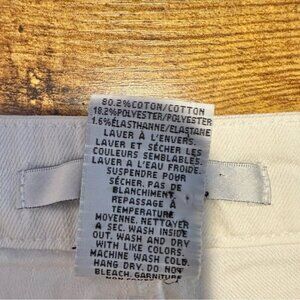 80.2%COTON/COTTON
18.2%POLYESTER/POLYESTER
1.6%ÉLASTHANNE/ELASTANE
LAVER À L'ENVERS.
LAVER ET SÉCHER LES
COULEURS SEMBLABLES.
LAVER A L'EAU FROIDE.
SUSPENDRE POUR
SÉCHER. PAS DE
BLANCHIMENT.
REPASSAGE À
TEMPÉRATURE
MOYENNE. NETTOYER
A SEC. WASH INSIDE
OUT. WASH AND DRY
WITH LIKE COLORS.
MACHINE WASH COLD.
HANG DRY. DO NOT
BLEACH. GARNITURE